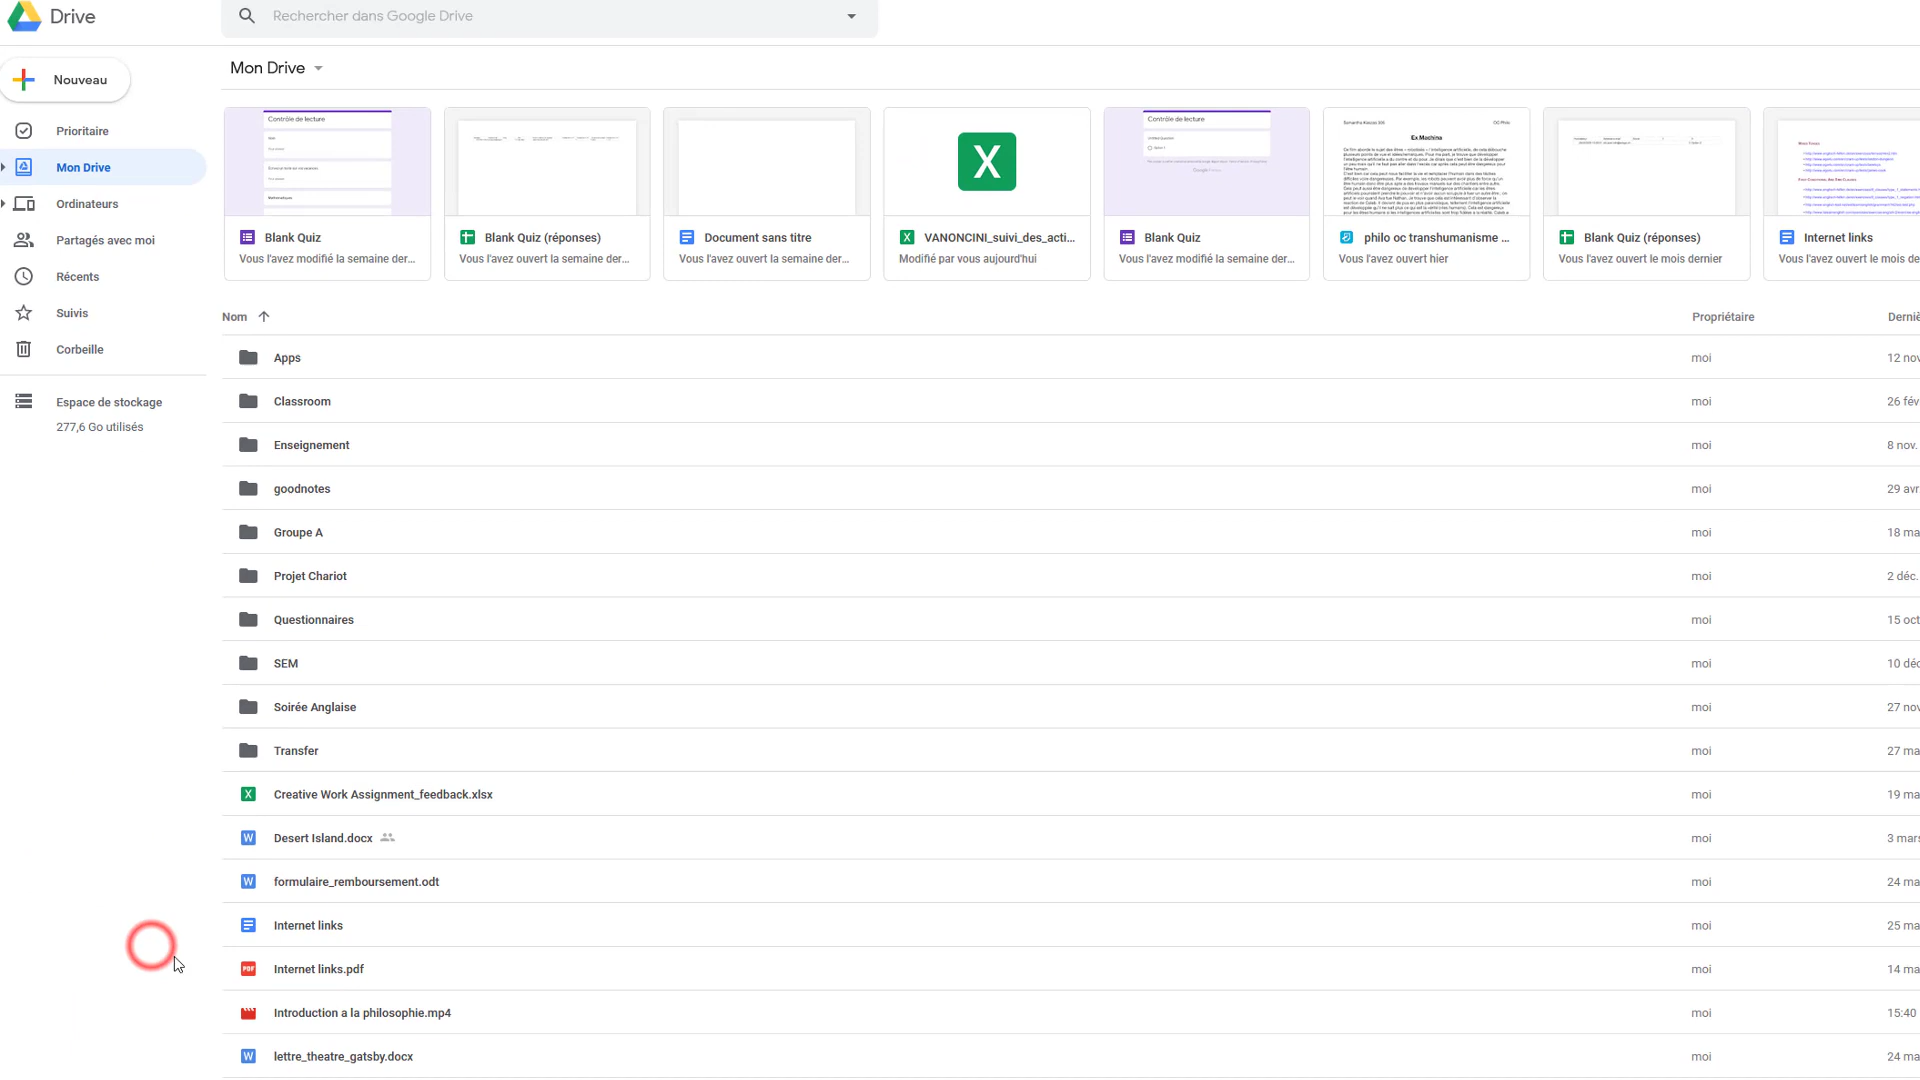 Drive
Rechercher dans Google Drive
Nouveau
Mon Drive
Prioritaire
Mon Drive
Ordinateurs
Partagés avec moi
Récents
Suivis
Corbeille
Espace de stockage
277,6 Go utilisés
Contrôle de lecture
Contrôle de lecture
Ex Machina
Blank Quiz
Vous l'avez modifié la semaine der...
Blank Quiz (réponses)
Vous l'avez ouvert la semaine der...
Document sans titre
Vous l'avez ouvert la semaine der...
VANONCINI_suivi_des_acti...
Modifié par vous aujourd'hui
Blank Quiz
Vous l'avez modifié la semaine der...
philo oc transhumanisme ...
Vous l'avez ouvert hier
Blank Quiz (réponses)
Vous l'avez ouvert le mois dernier
Internet links
Vous l'avez ouvert le mois de
Nom Propriétaire Derniè
Apps moi 12 nov
Classroom moi 26 fév
Enseignement moi 8 nov.
goodnotes moi 29 avr
Groupe A moi 18 ma
Projet Chariot moi 2 déc.
Questionnaires moi 15 oct
SEM moi 10 déc
Soirée Anglaise moi 27 nov
Transfer moi 27 ma
Creative Work Assignment_feedback.xlsx moi 19 ma
Desert Island.docx moi 3 mars
formulaire_remboursement.odt moi 24 ma
Internet links moi 25 ma
Internet links.pdf moi 14 ma
Introduction a la philosophie.mp4 moi 15:40
lettre_theatre_gatsby.docx moi 24 ma